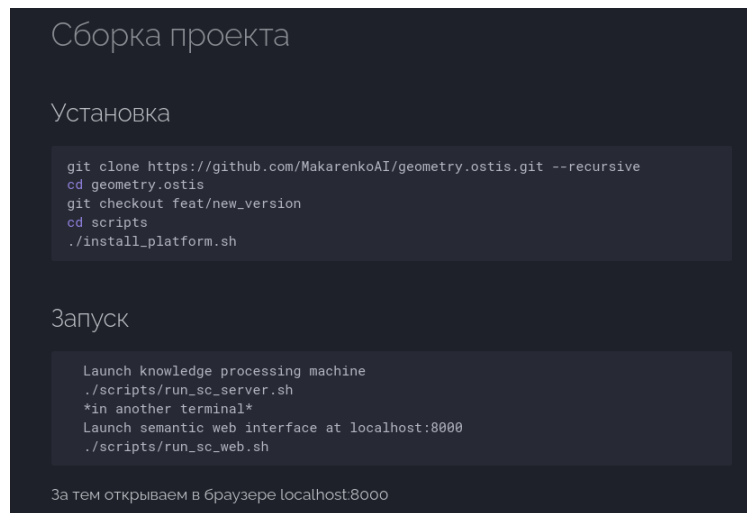 Сборка проекта
Установка
git clone https://github.com/MakarenkoAI/geometry.ostis.git --recursive
cd geometry.ostis
git checkout feat/new_version
cd scripts
./install_platform.sh
Запуск
Launch knowledge processing machine
./scripts/run_sc_server.sh
*in another terminal*
Launch semantic web interface at localhost:8000
./scripts/run_sc_web.sh
За тем открываем в браузере localhost:8000